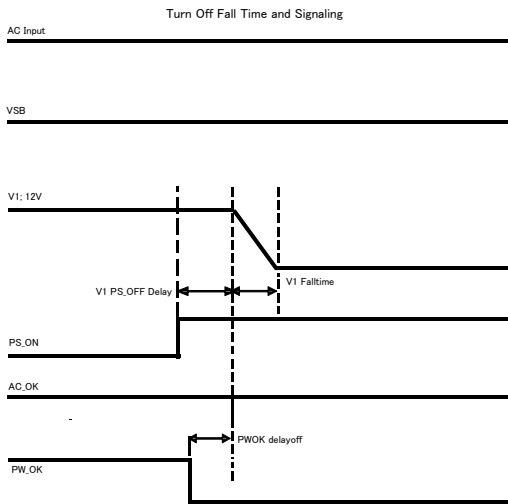 Turn Off Fall Time and Signaling
AC Input
VSB
V1; 12V
V1 Falltime
V1 PS_OFF Delay
PS_ON
AC_OK
PWOK delayoff
PW_OK